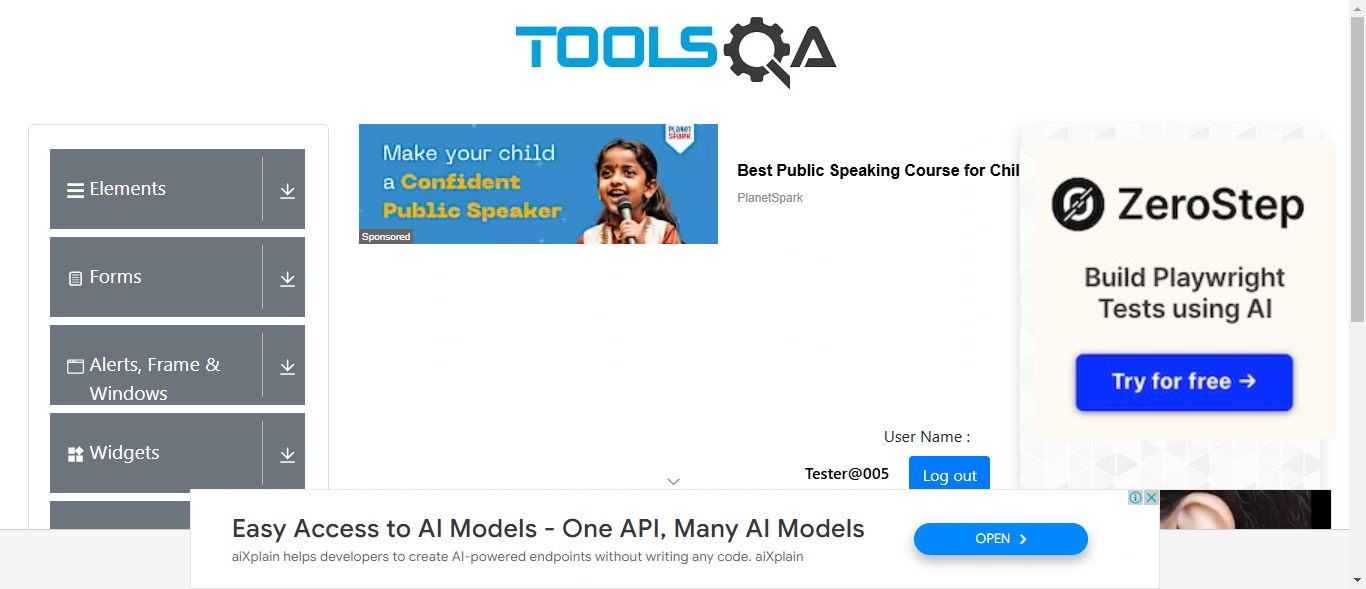 TOOLSQA
Elements
Forms
Alerts, Frame &
Windows
Widgets
Make your child
a Confident
Public Speaker
PLANET
SPARK
Sponsored
Best Public Speaking Course for Chil
PlanetSpark
ZeroStep
Build Playwright
Tests using AI
Try for free →
User Name :
Tester@005
Log out
Easy Access to AI Models - One API, Many AI Models
aiXplain helps developers to create AI-powered endpoints without writing any code. aiXplain
OPEN